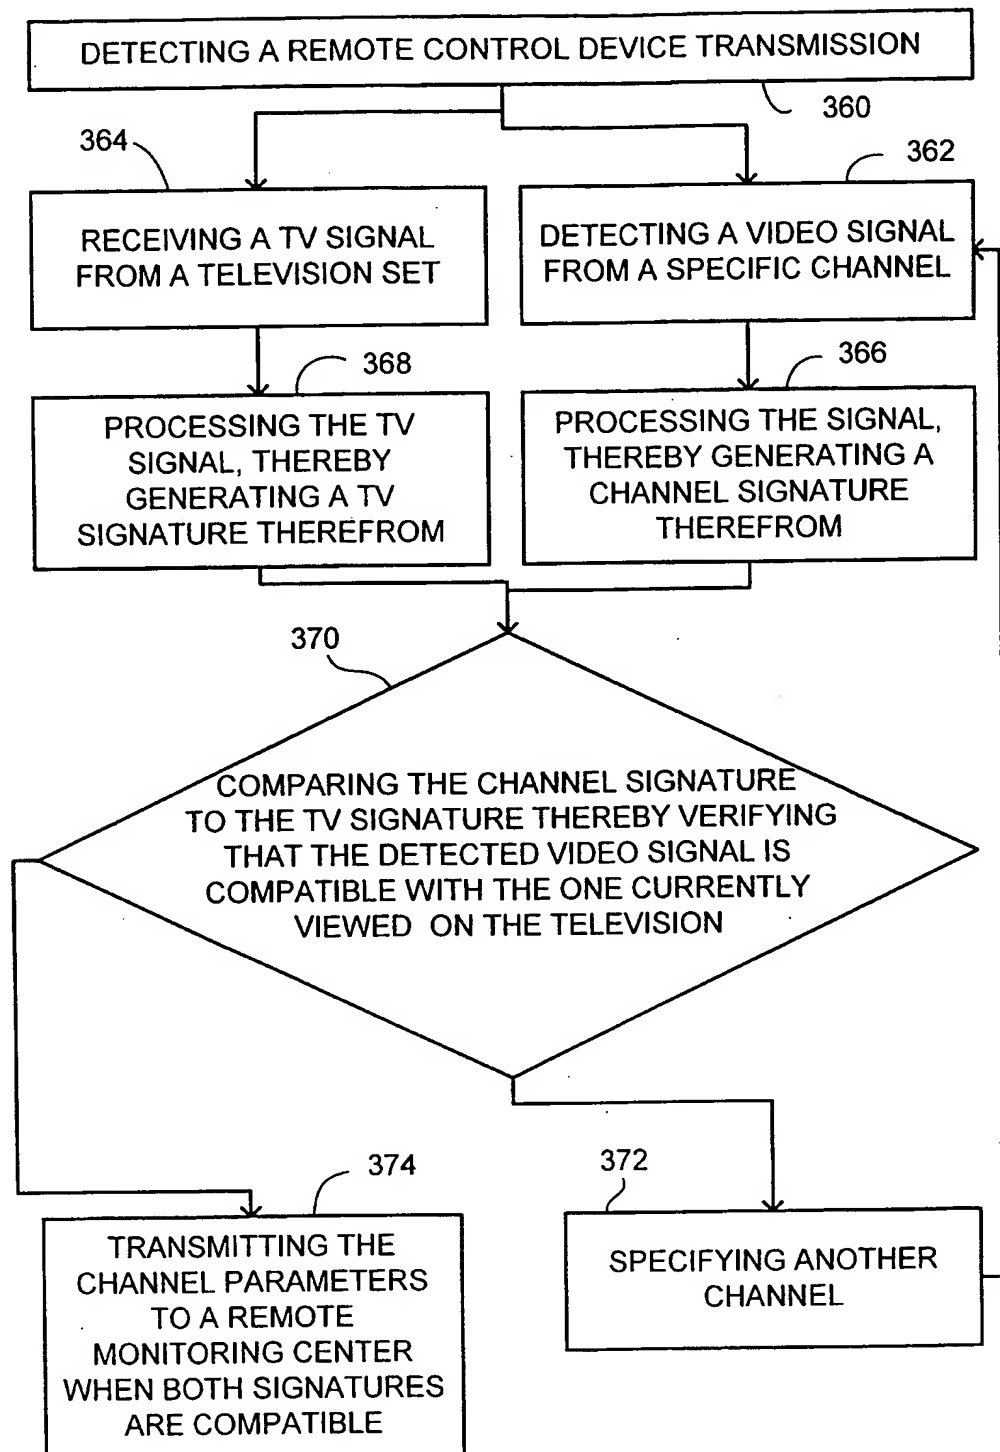 DETECTING A REMOTE CONTROL DEVICE TRANSMISSION
360
364
362
RECEIVING A TV SIGNAL
FROM A TELEVISION SET
DETECTING A VIDEO SIGNAL
FROM A SPECIFIC CHANNEL
368
366
PROCESSING THE TV
SIGNAL, THEREBY
GENERATING A TV
SIGNATURE THEREFROM
PROCESSING THE SIGNAL,
THEREBY GENERATING A
CHANNEL SIGNATURE
THEREFROM
370
COMPARING THE CHANNEL SIGNATURE
TO THE TV SIGNATURE THEREBY VERIFYING
THAT THE DETECTED VIDEO SIGNAL IS
COMPATIBLE WITH THE ONE CURRENTLY
VIEWED ON THE TELEVISION
374
372
TRANSMITTING THE
CHANNEL PARAMETERS
TO A REMOTE
MONITORING CENTER
WHEN BOTH SIGNATURES
ARE COMPATIBLE
SPECIFYING ANOTHER
CHANNEL